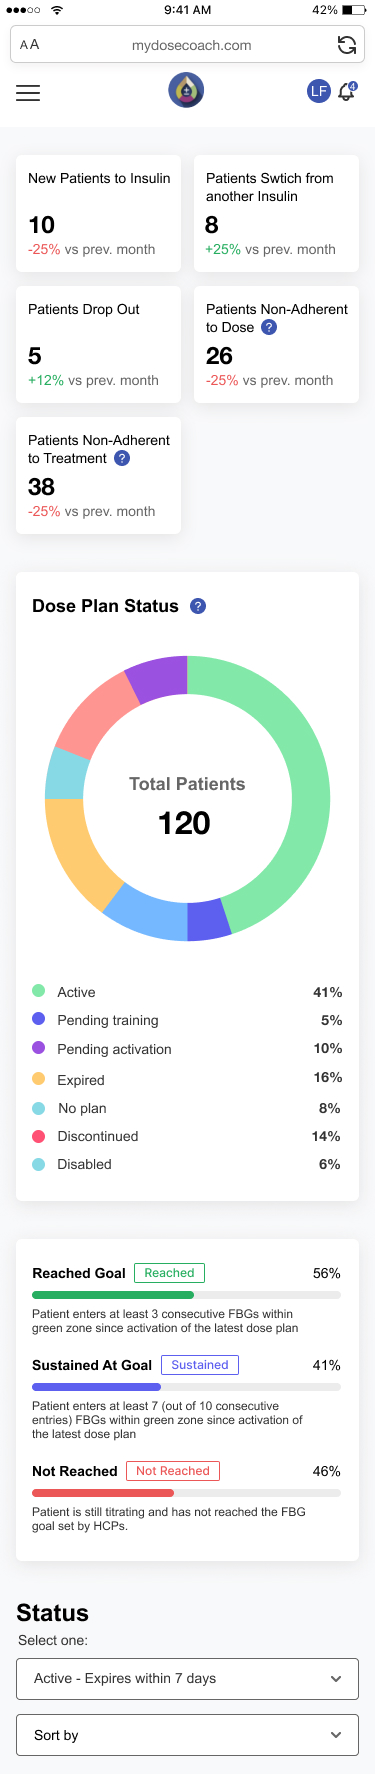 9:41 AM
42%
AA
mydosecoach.com
LF
4
New Patients to Insulin
10
-25% vs prev. month
Patients Swtich from
another Insulin
8
+25% vs prev. month
Patients Drop Out
5
+12% vs prev. month
Patients Non-Adherent
to Dose ?
26
-25% vs prev. month
Patients Non-Adherent
to Treatment ?
38
-25% vs prev. month
Dose Plan Status ?
Total Patients
120
Active 41%
Pending training 5%
Pending activation 10%
Expired 16%
No plan 8%
Discontinued 14%
Disabled 6%
Reached Goal Reached 56%
Patient enters at least 3 consecutive FBGs within
green zone since activation of the latest dose plan
Sustained At Goal Sustained 41%
Patient enters at least 7 (out of 10 consecutive
entries) FBGs within green zone since activation of
the latest dose plan
Not Reached Not Reached 46%
Patient is still titrating and has not reached the FBG
goal set by HCPs.
Status
Select one:
Active - Expires within 7 days
Sort by